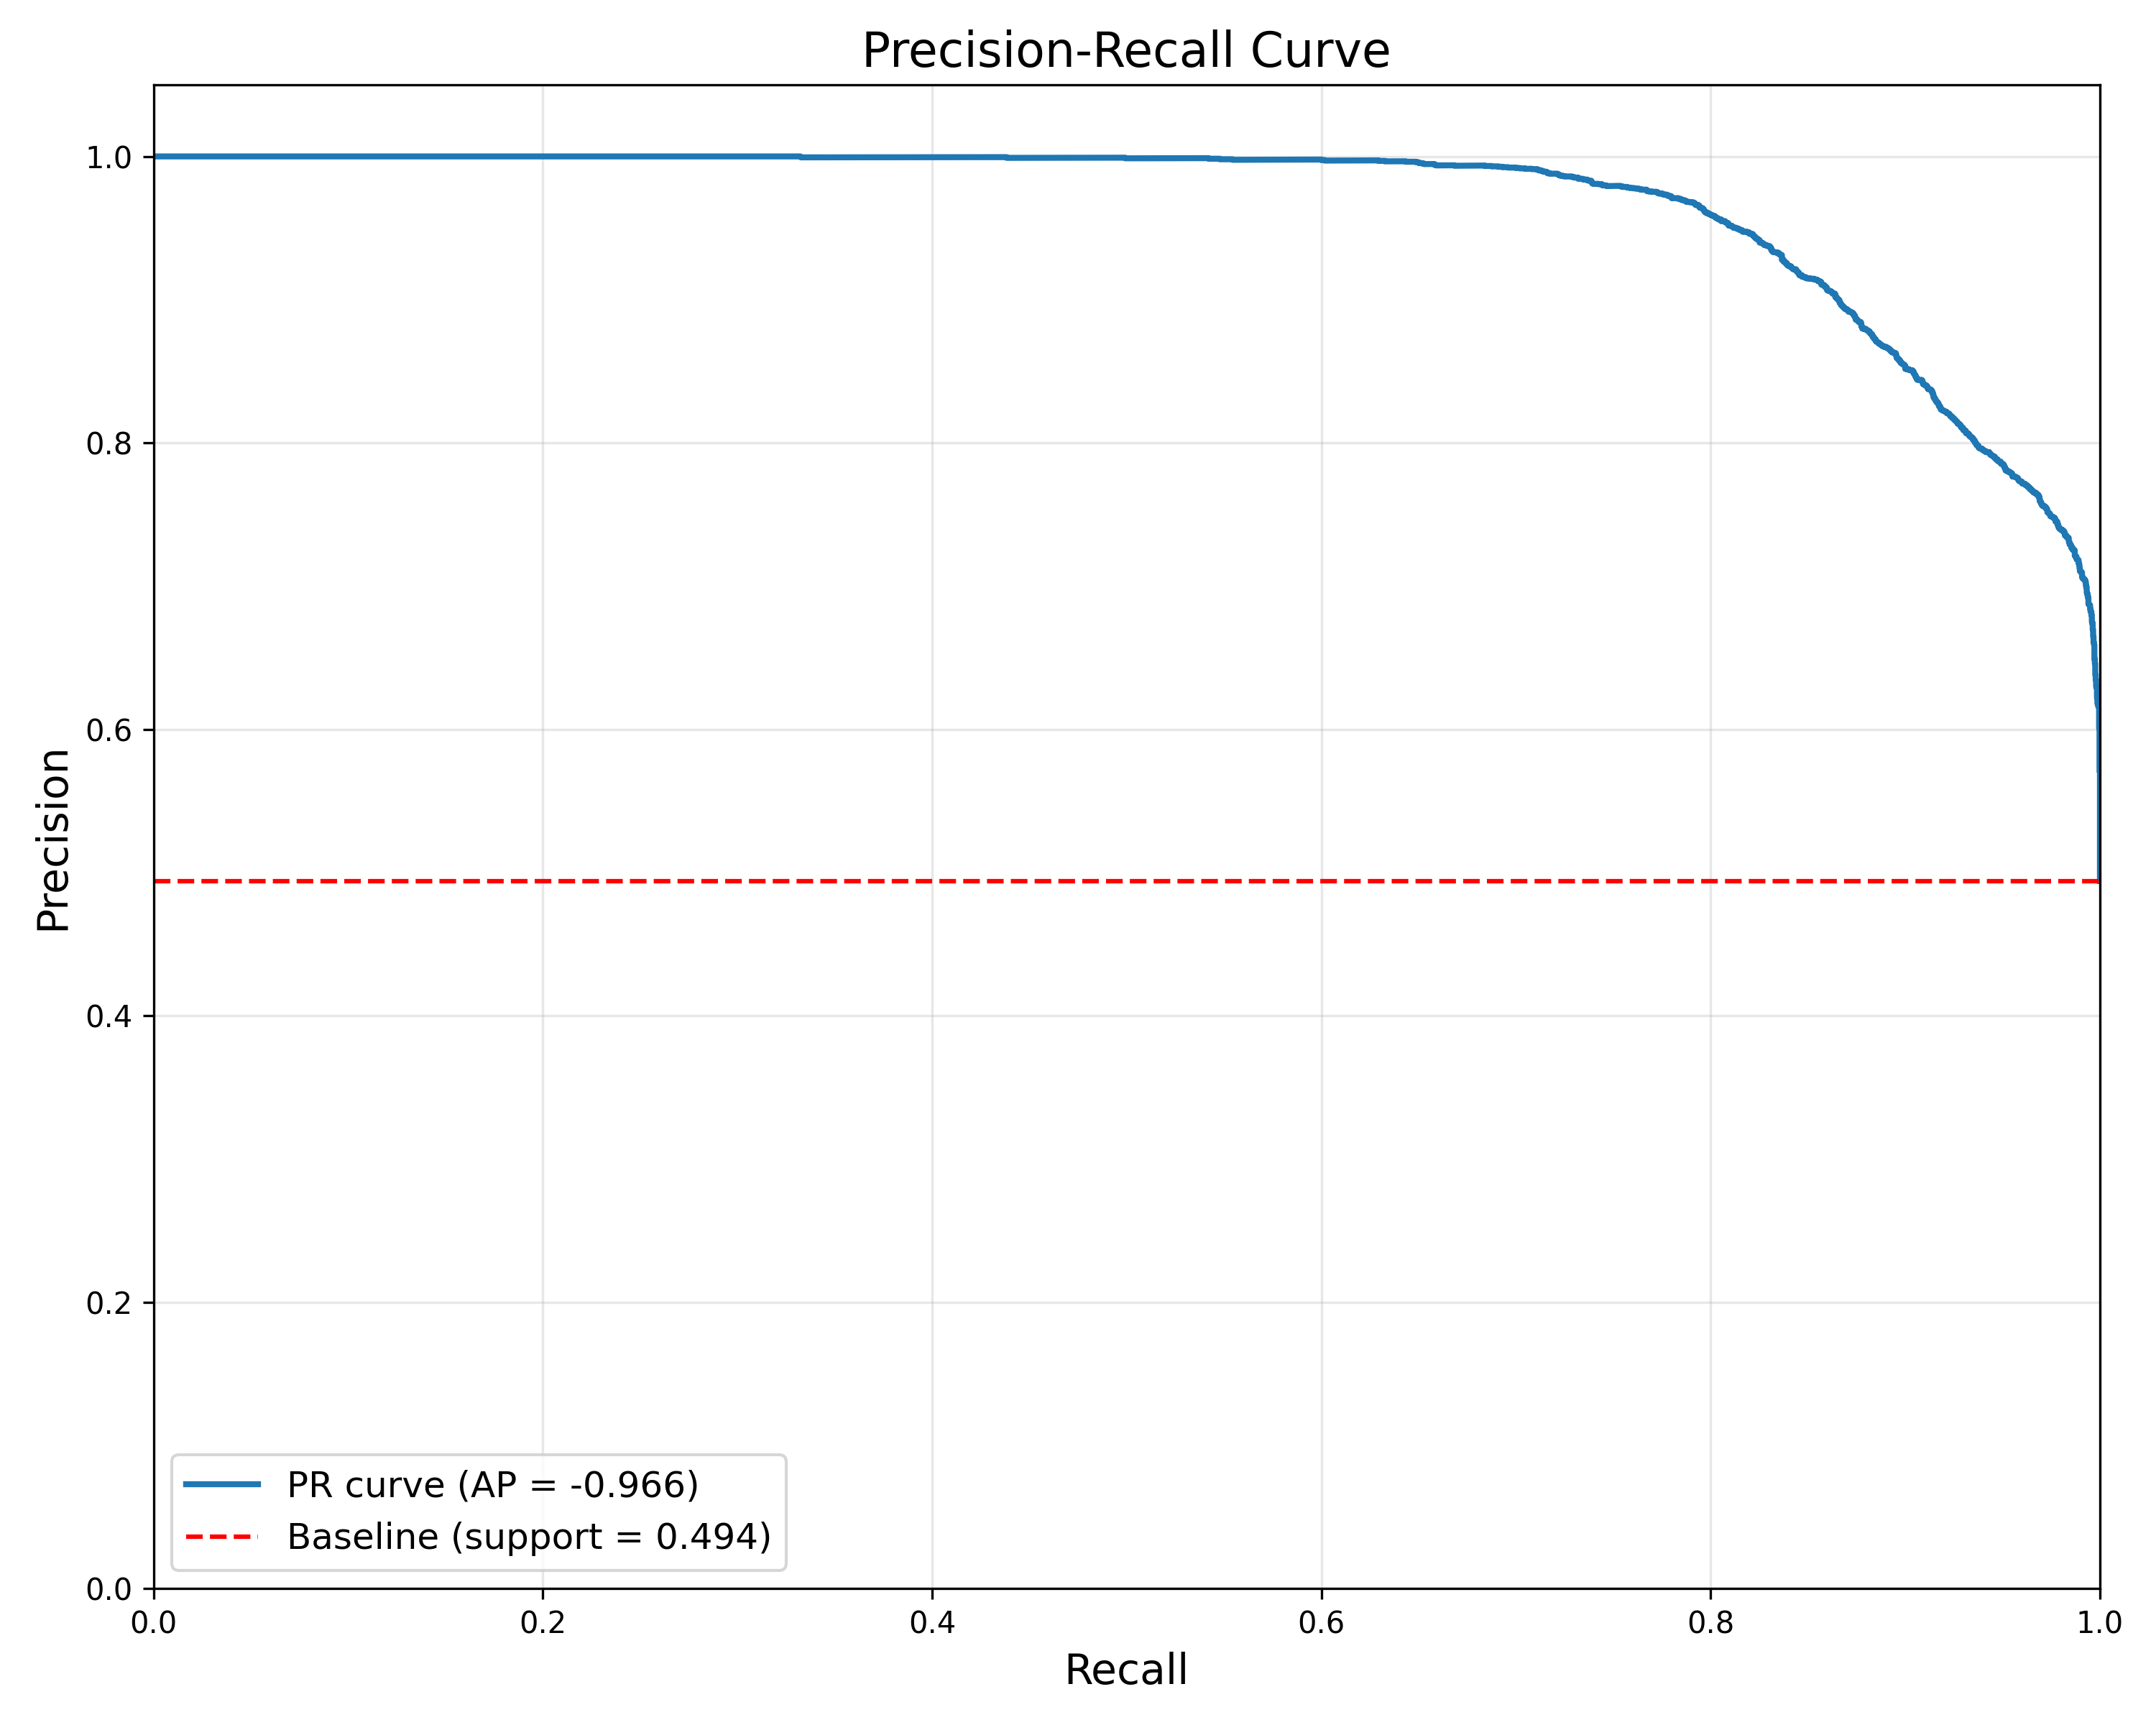 Precision-Recall Curve
Precision
1.0
0.8
0.6
0.4
0.2
0.0
PR curve (AP = -0.966)
Baseline (support = 0.494)
0.0 0.2 0.4 0.6 0.8 1.0
Recall